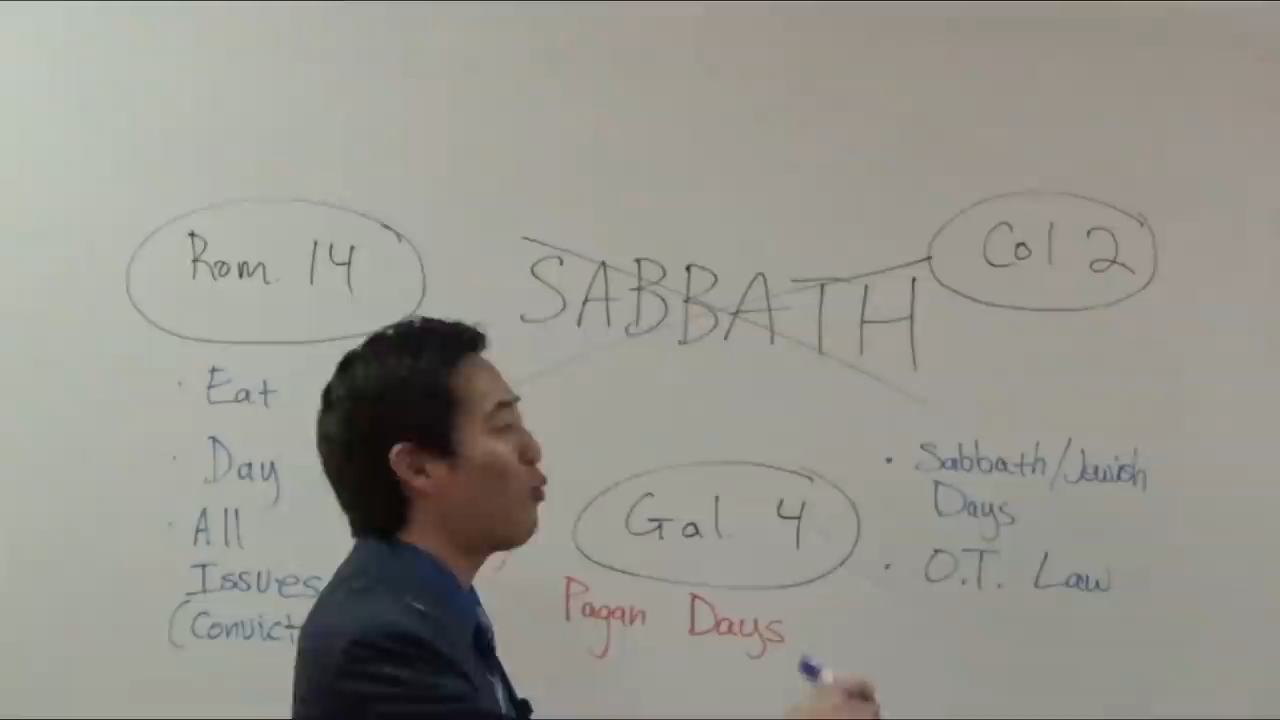 Rom. 14
· Eat
· Day
· All
Issues
(Convict
SABBATH
Gal. 4
Pagan Days
Col 2
· Sabbath/Jewish
Days
· O.T. Law